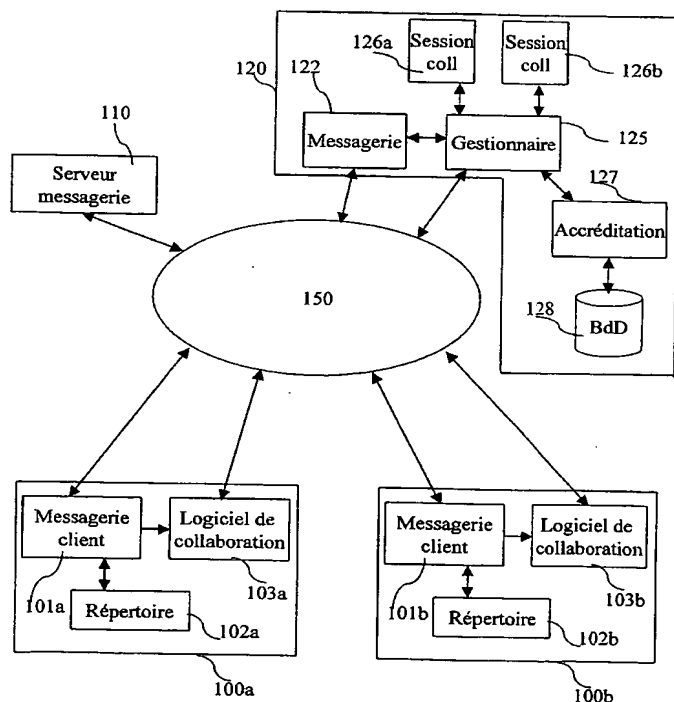 126a
Session
coll
Session
coll
126b
120
122
110
Messagerie
Gestionnaire
125
Serveur
messagerie
127
Accréditation
150
128
BdD
Messagerie
client
Logiciel de
collaboration
101a
103a
Répertoire
102a
100a
Messagerie
client
Logiciel de
collaboration
101b
103b
Répertoire
102b
100b